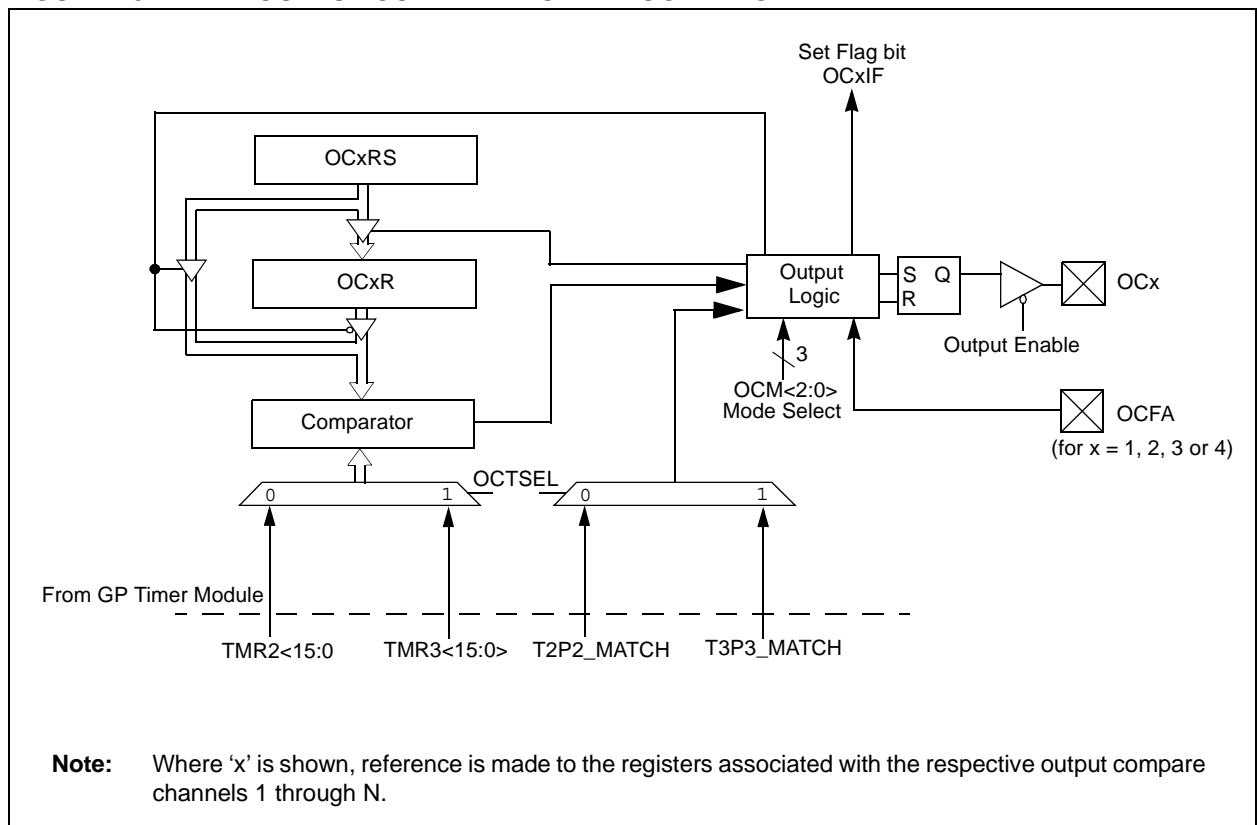 Set Flag bit
OCxIF
OCxRS
OCxR
Output
Logic
S Q
R
OCx
Output Enable
3
OCM<2:0>
Mode Select
OCFA
(for x = 1, 2, 3 or 4)
Comparator
0 1
OCTSEL
0 1
From GP Timer Module
TMR2<15:0
TMR3<15:0>
T2P2_MATCH
T3P3_MATCH
Note: Where ‘x’ is shown, reference is made to the registers associated with the respective output compare
channels 1 through N.